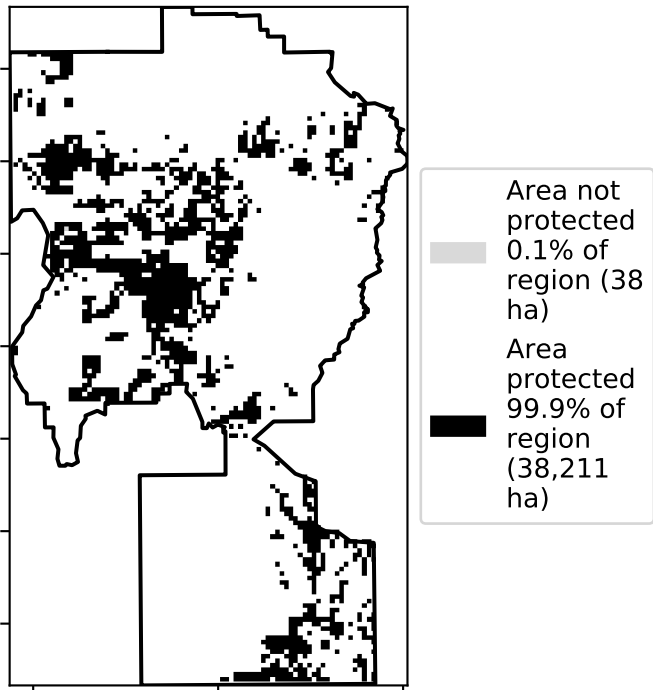 Area not
protected
0.1% of
region (38
ha)
Area
protected
99.9% of
region
(38,211
ha)